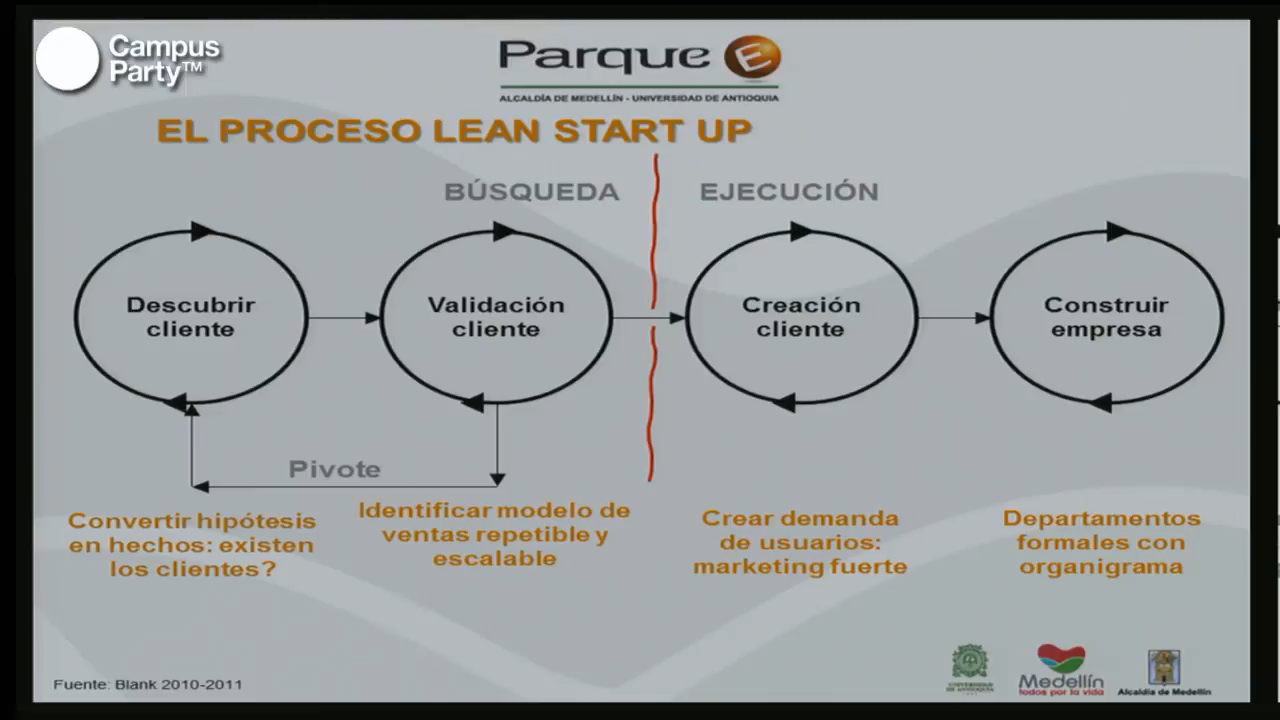 Campus
Party™
Parque E
ALCALDÍA DE MEDELLÍN - UNIVERSIDAD DE ANTIOQUIA
EL PROCESO LEAN START UP
BÚSQUEDA
EJECUCIÓN
Descubrir
cliente
Validación
cliente
Creación
cliente
Construir
empresa
Pivote
Convertir hipótesis
en hechos: existen
los clientes?
Identificar modelo de
ventas repetible y
escalable
Crear demanda
de usuarios:
marketing fuerte
Departamentos
formales con
organigrama
Fuente: Blank 2010-2011
UNIVERSIDAD
DE ANTIOQUIA
Medellín
todos por la vida
Alcaldía de Medellín